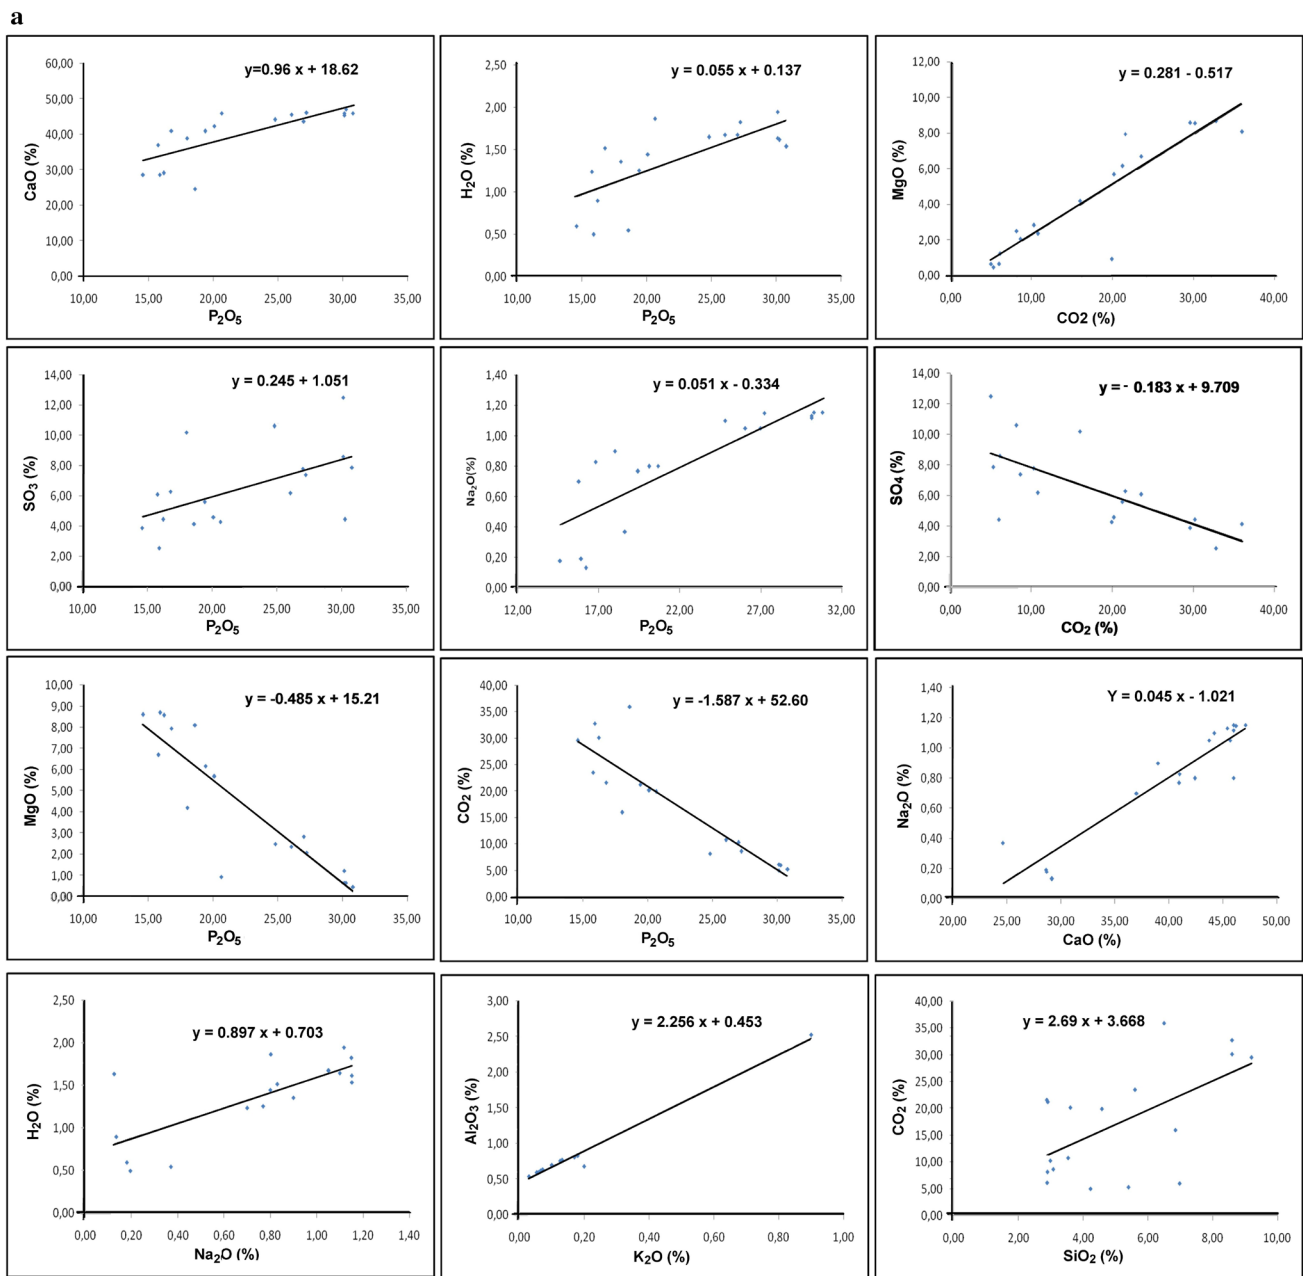 a
y=0.96 x + 18.62
60,00
50,00
40,00
30,00
20,00
10,00
0,00
CaO (%)
10,00 15,00 20,00 25,00 30,00 35,00
P₂O₅
y = 0.055 x + 0.137
2,50
2,00
1,50
1,00
0,50
0,00
H₂O (%)
10,00 15,00 20,00 25,00 30,00 35,00
P₂O₅
y = 0.281 - 0.517
12,00
10,00
8,00
6,00
4,00
2,00
0,00
MgO (%)
0,00 10,00 20,00 30,00 40,00
CO2 (%)
y = 0.245 + 1.051
14,00
12,00
10,00
8,00
6,00
4,00
2,00
0,00
SO₃ (%)
10,00 15,00 20,00 25,00 30,00 35,00
P₂O₅
y = 0.051 x - 0.334
1,40
1,20
1,00
0,80
0,60
0,40
0,20
0,00
Na₂O(%)
12,00 17,00 22,00 27,00 32,00
P₂O₅
y = - 0.183 x + 9.709
14,00
12,00
10,00
8,00
6,00
4,00
2,00
0,00
SO₄ (%)
0,00 10,00 20,00 30,00 40,00
CO₂ (%)
y = -0.485 x + 15.21
10,00
9,00
8,00
7,00
6,00
5,00
4,00
3,00
2,00
1,00
0,00
MgO (%)
10,00 15,00 20,00 25,00 30,00 35,00
P₂O₅
y = -1.587 x + 52.60
40,00
35,00
30,00
25,00
20,00
15,00
10,00
5,00
0,00
CO₂ (%)
10,00 15,00 20,00 25,00 30,00 35,00
P₂O₅
Y = 0.045 x - 1.021
1,40
1,20
1,00
0,80
0,60
0,40
0,20
0,00
Na₂O (%)
20,00 25,00 30,00 35,00 40,00 45,00 50,00
CaO (%)
y = 0.897 x + 0.703
2,50
2,00
1,50
1,00
0,50
0,00
H₂O (%)
0,00 0,20 0,40 0,60 0,80 1,00 1,20 1,40
Na₂O (%)
y = 2.256 x + 0.453
3,00
2,50
2,00
1,50
1,00
0,50
0,00
Al₂O₃ (%)
0,00 0,20 0,40 0,60 0,80 1,00
K₂O (%)
y = 2.69 x + 3.668
40,00
35,00
30,00
25,00
20,00
15,00
10,00
5,00
0,00
CO₂ (%)
0,00 2,00 4,00 6,00 8,00 10,00
SiO₂ (%)